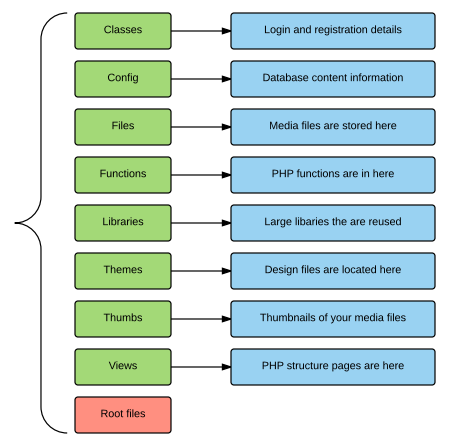 Classes
Login and registration details
Config
Database content information
Files
Media files are stored here
Functions
PHP functions are in here
Libraries
Large libaries the are reused
Themes
Design files are located here
Thumbs
Thumbnails of your media files
Views
PHP structure pages are here
Root files